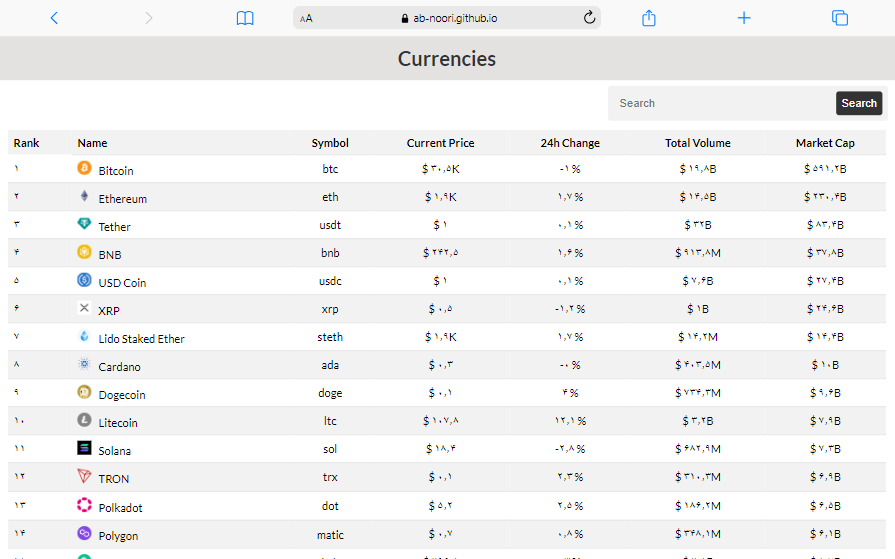 AA ab-noori.github.io
Currencies
Search Search
Rank Name Symbol Current Price 24h Change Total Volume Market Cap
۱ Bitcoin btc $ ۳۰,۵K -۱ % $ ۱۹,۸B $ ۵۹۱,۲B
۲ Ethereum eth $ ۱,۹K ۱,۷ % $ ۱۴,۵B $ ۲۳۰,۴B
۳ Tether usdt $ ۱ ۰,۱ % $ ۳۲B $ ۸۳,۴B
۴ BNB bnb $ ۲۴۲,۵ ۱,۶ % $ ۹۱۳,۸M $ ۳۷,۸B
۵ USD Coin usdc $ ۱ ۰,۱ % $ ۷,۶B $ ۲۷,۴B
۶ XRP xrp $ ۰,۵ -۱,۲ % $ ۱B $ ۲۴,۶B
۷ Lido Staked Ether steth $ ۱,۹K ۱,۷ % $ ۱۴,۲M $ ۱۴,۴B
۸ Cardano ada $ ۰,۳ -۰ % $ ۴۰۳,۵M $ ۱۰B
۹ Dogecoin doge $ ۰,۱ ۴ % $ ۷۳۴,۳M $ ۹,۶B
۱۰ Litecoin ltc $ ۱۰۷,۸ ۱۲,۱ % $ ۳,۲B $ ۷,۹B
۱۱ Solana sol $ ۱۸,۴ -۲,۸ % $ ۶۸۲,۹M $ ۷,۳B
۱۲ TRON trx $ ۰,۱ ۲,۳ % $ ۳۱۰,۳M $ ۶,۹B
۱۳ Polkadot dot $ ۵,۲ ۲,۵ % $ ۱۸۶,۲M $ ۶,۵B
۱۴ Polygon matic $ ۰,۷ ۰,۸ % $ ۳۴۸,۱M $ ۶,۱B